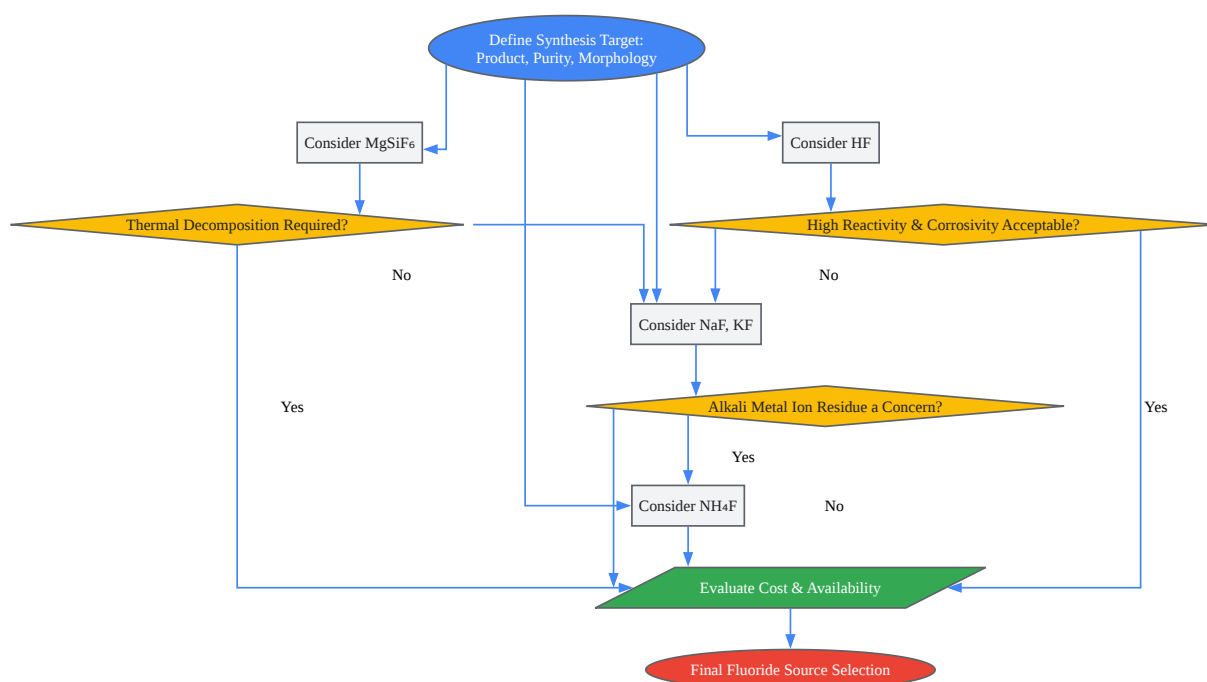 Define Synthesis Target:
Product, Purity, Morphology
Consider MgSiF₆
Consider HF
Thermal Decomposition Required?
High Reactivity & Corrosivity Acceptable?
No
No
Consider NaF, KF
Yes
Alkali Metal Ion Residue a Concern?
Yes
Yes
Consider NH₄F
No
Evaluate Cost & Availability
Final Fluoride Source Selection